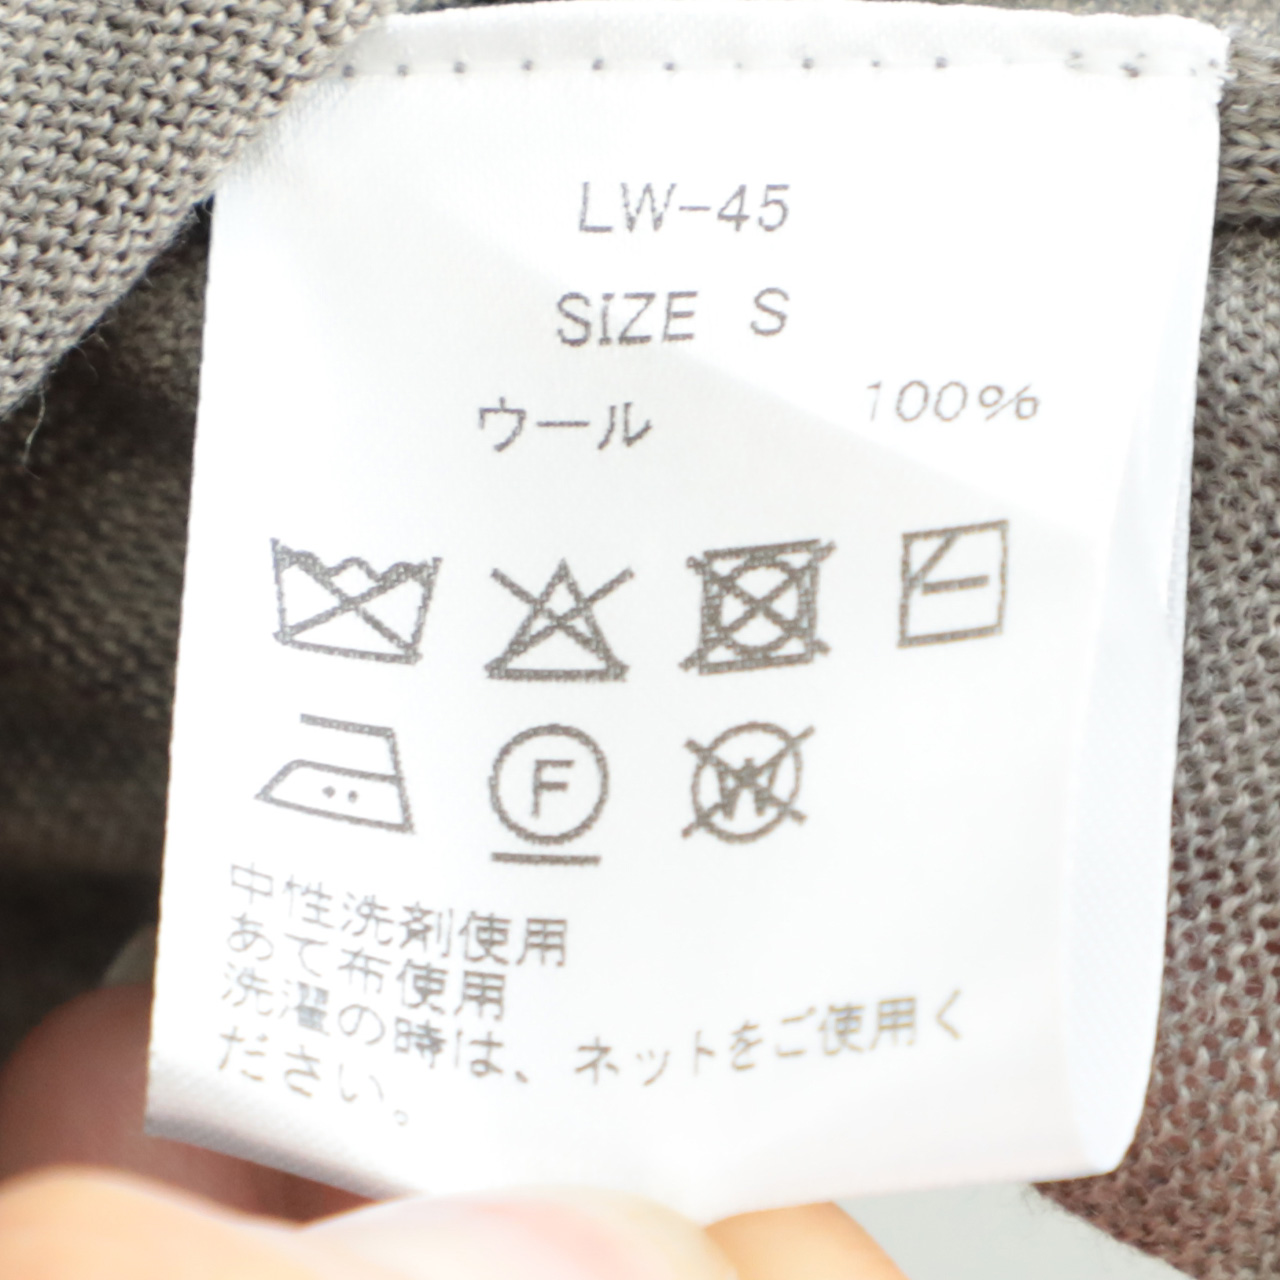 LW-45
SIZE S
ウール 100%
F
W
中性洗剤使用
あて布使用
洗濯の時は、ネットをご使用く
ださい。